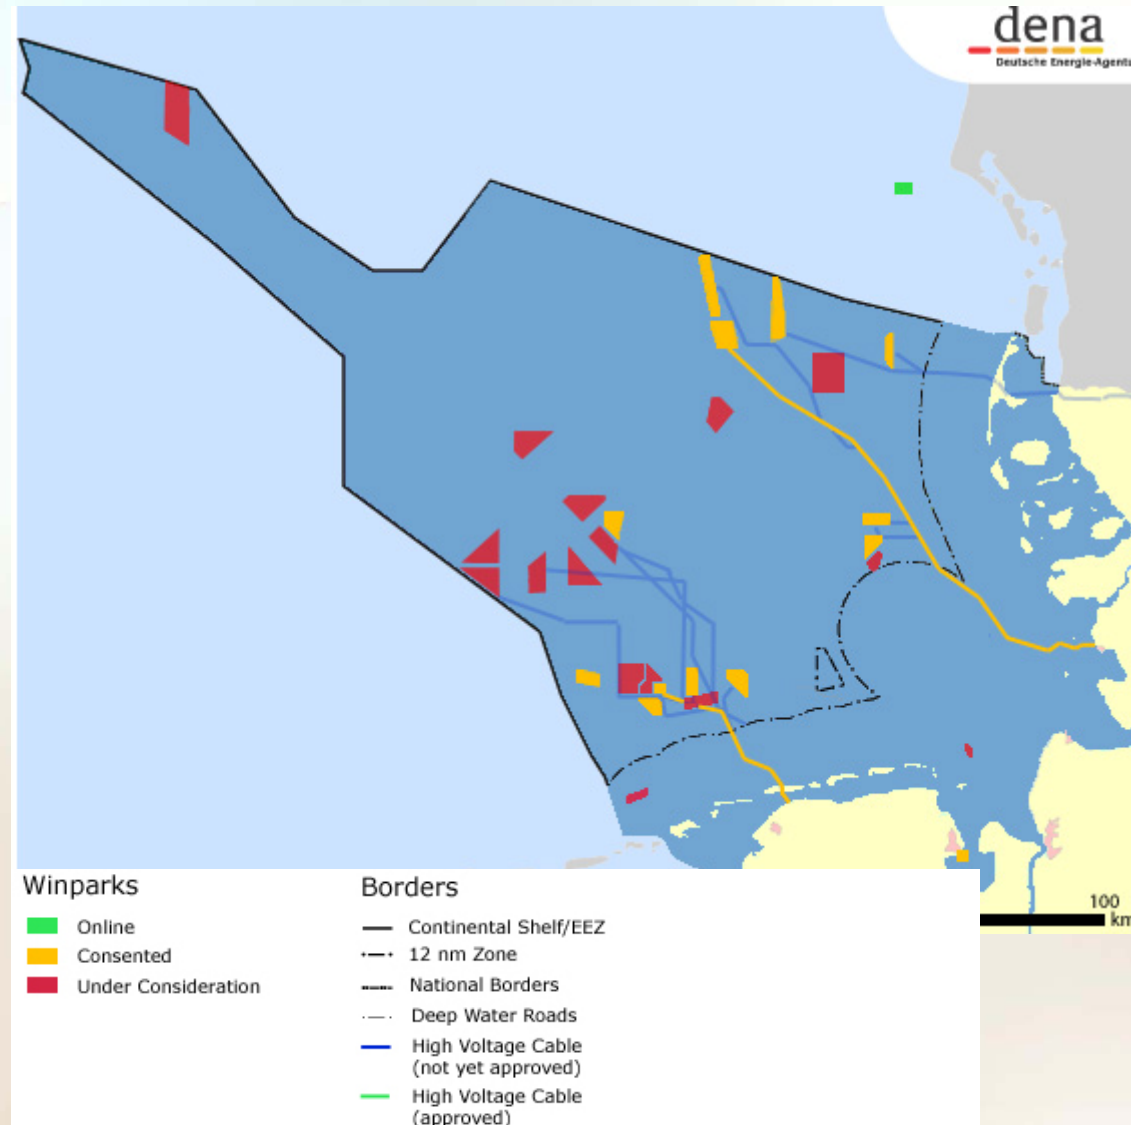 dena
Deutsche Energie-Agentu
100
km
Winparks
Online
Consented
Under Consideration
Borders
Continental Shelf/EEZ
12 nm Zone
National Borders
Deep Water Roads
High Voltage Cable
(not yet approved)
High Voltage Cable
(approved)